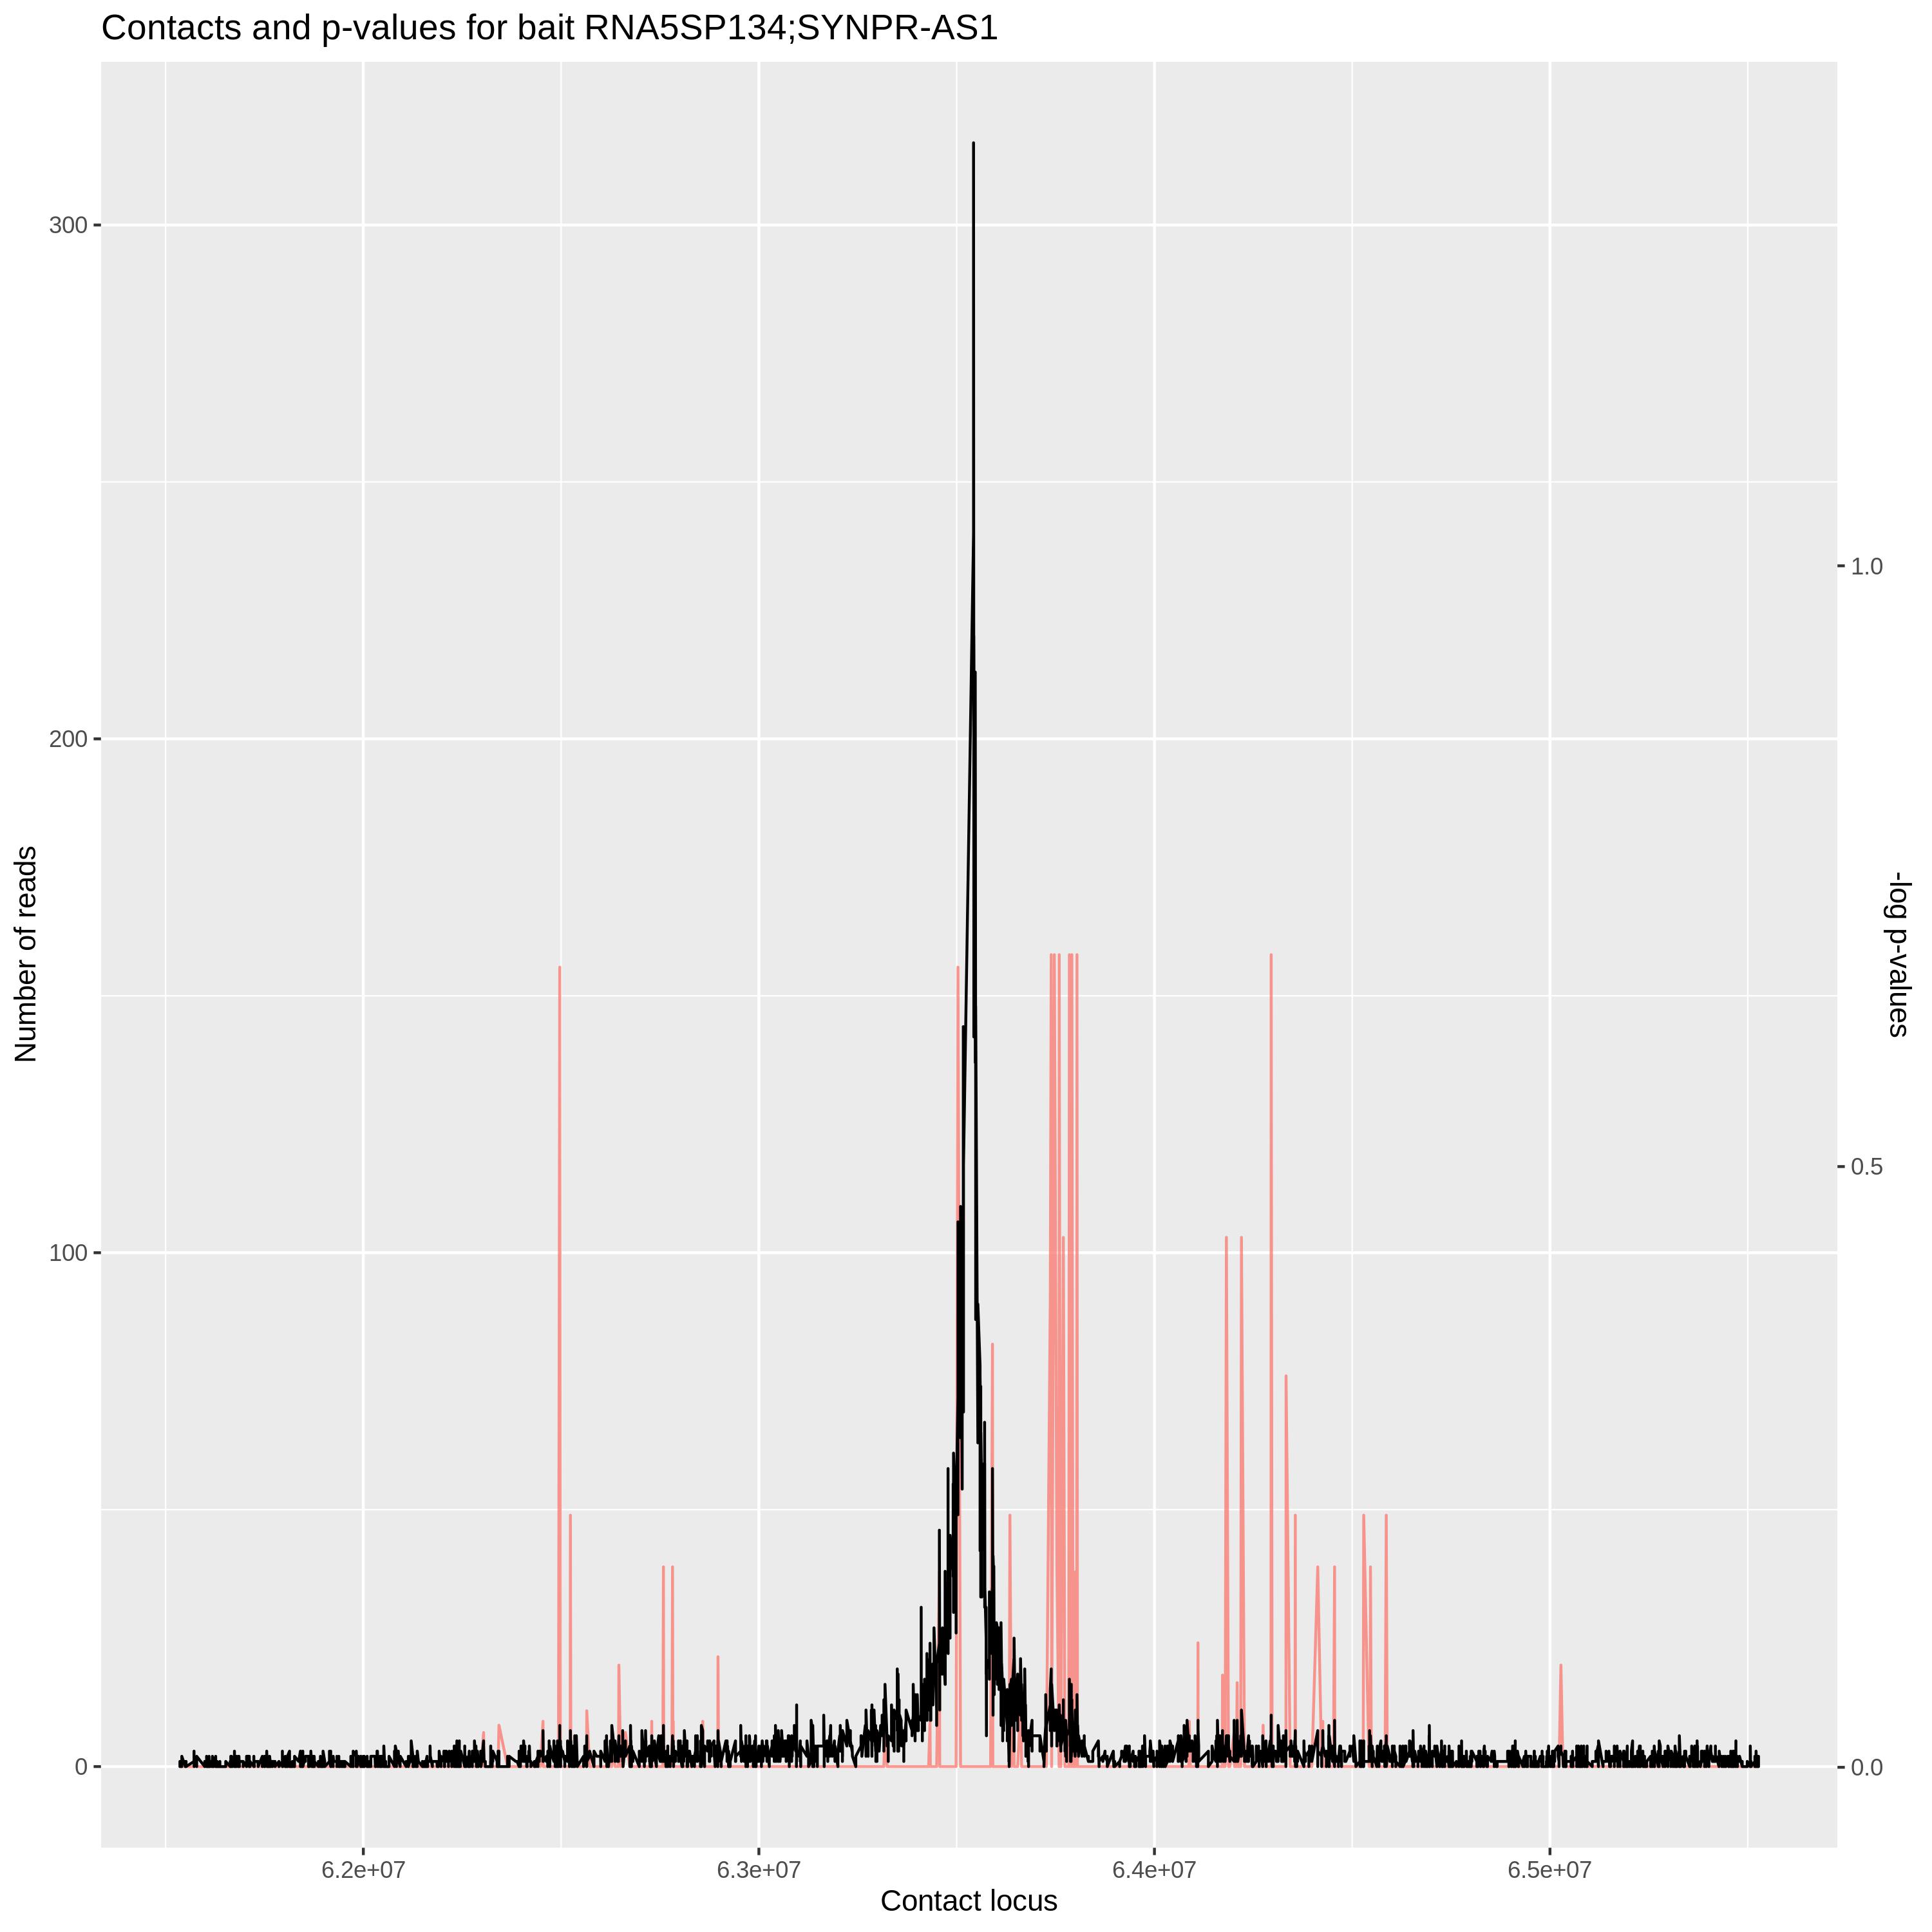 Contacts and p-values for bait RNA5SP134;SYNPR-AS1
300
200
100
0
Number of reads
1.0
0.5
0.0
-log p-values
6.2e+07
6.3e+07
6.4e+07
6.5e+07
Contact locus